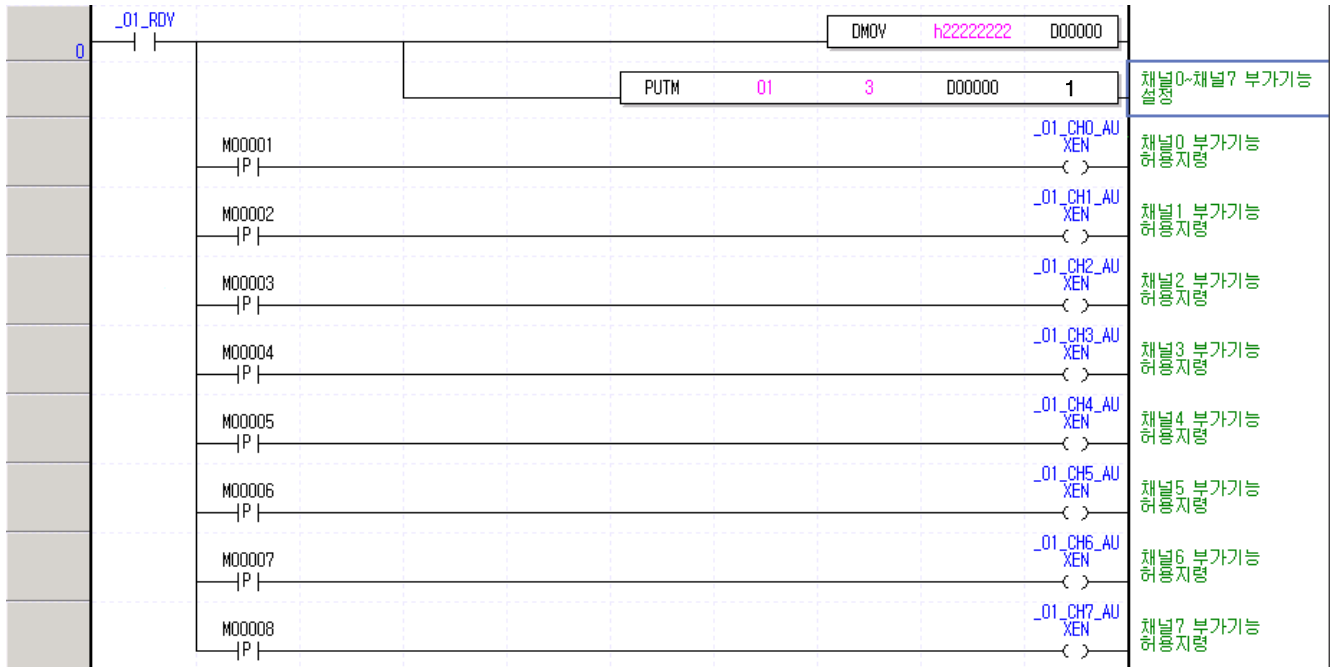 _01_RDY
0
DMOV h22222222 D00000
PUTM 01 3 D00000 1
채널0~채널7 부가기능
설정
M00001
P
_01_CH0_AU
XEN
채널0 부가기능
허용지령
M00002
P
_01_CH1_AU
XEN
채널1 부가기능
허용지령
M00003
P
_01_CH2_AU
XEN
채널2 부가기능
허용지령
M00004
P
_01_CH3_AU
XEN
채널3 부가기능
허용지령
M00005
P
_01_CH4_AU
XEN
채널4 부가기능
허용지령
M00006
P
_01_CH5_AU
XEN
채널5 부가기능
허용지령
M00007
P
_01_CH6_AU
XEN
채널6 부가기능
허용지령
M00008
P
_01_CH7_AU
XEN
채널7 부가기능
허용지령